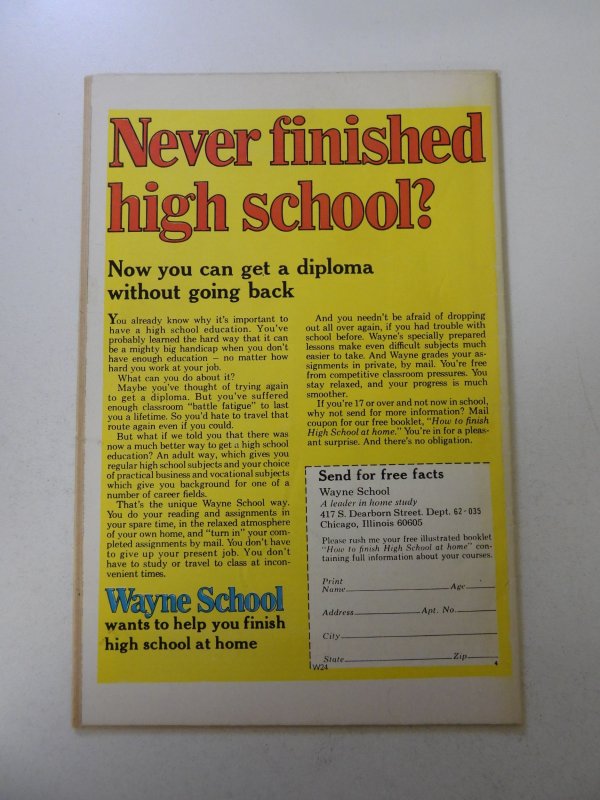 Never finished
high school?
Now you can get a diploma
without going back
You already know why it's important to
have a high school education. You've
probably learned the hard way that it can
be a mighty big handicap when you don't
have enough education – no matter how
hard you work at your job.
What can you do about it?
Maybe you've thought of trying again
to get a diploma. But you've suffered
enough classroom "battle fatigue" to last
you a lifetime. So you'd hate to travel that
route again even if you could.
But what if we told you that there was
now a much better way to get a high school
education? An adult way, which gives you
regular high school subjects and your choice
of practical business and vocational subjects
which give you background for one of a
number of career fields.
That's the unique Wayne School way.
You do your reading and assignments in
your spare time, in the relaxed atmosphere
of your own home, and "turn in" your com-
pleted assignments by mail. You don't have
to give up your present job. You don't
have to study or travel to class at incon-
venient times.
Wayne School
wants to help you finish
high school at home
And you needn't be afraid of dropping
out all over again, if you had trouble with
school before. Wayne's specially prepared
lessons make even difficult subjects much
easier to take. And Wayne grades your as-
signments in private, by mail. You're free
from competitive classroom pressures. You
stay relaxed, and your progress is much
smoother.
If you're 17 or over and not now in school,
why not send for more information? Mail
coupon for our free booklet, "How to finish
High School at home." You're in for a pleas-
ant surprise. And there's no obligation.
Send for free facts
Wayne School
A leader in home study
417 S. Dearborn Street. Dept. 62-035
Chicago, Illinois 60605
Please rush me your free illustrated booklet
"How to finish High School at home" con-
taining full information about your courses.
Print
Name Age
Address Apt. No.
City
State Zip
W24 4